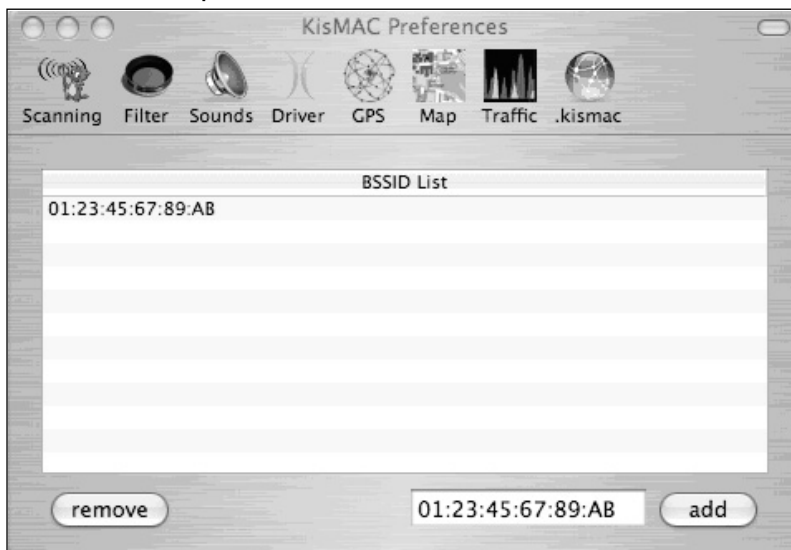 KisMAC Preferences
Scanning Filter Sounds Driver GPS Map Traffic .kismac
BSSID List
01:23:45:67:89:AB
remove 01:23:45:67:89:AB add